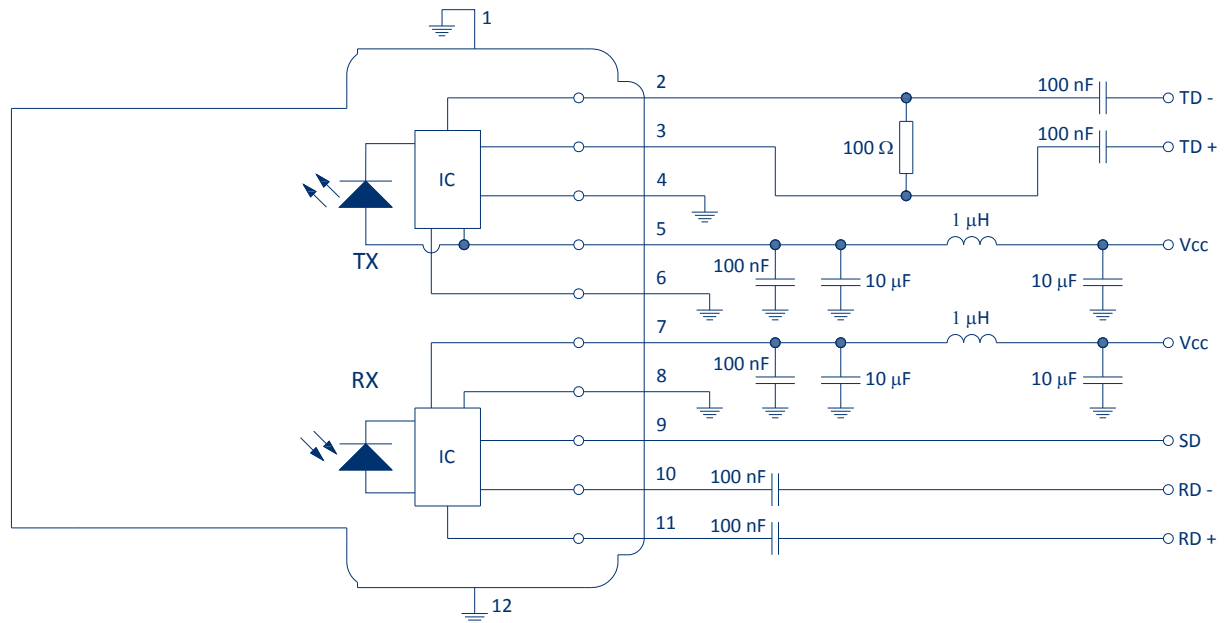 1
2
100 nF
TD -
3
100 nF
100 Ω
TD +
IC
4
5
1 µH
Vcc
TX
100 nF
6
10 µF
10 µF
7
1 µH
Vcc
RX
100 nF
8
10 µF
10 µF
9
SD
IC
10
100 nF
RD -
11
100 nF
RD +
12